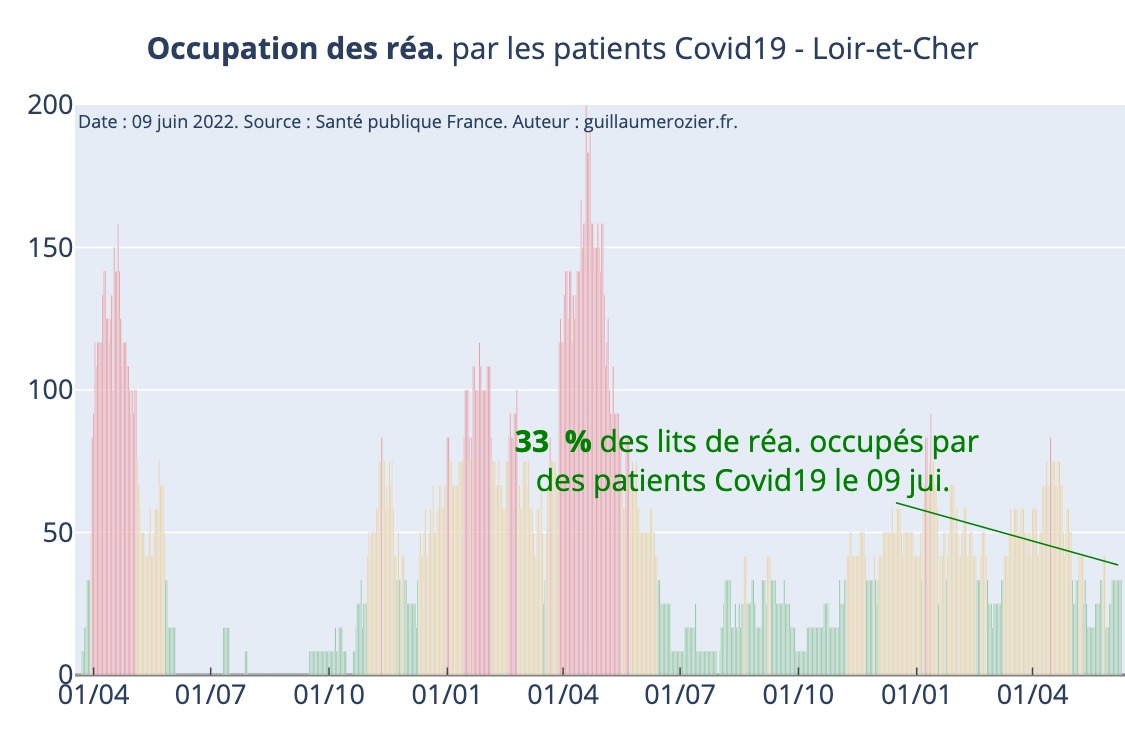 Occupation des réa. par les patients Covid19 - Loir-et-Cher
200
Date : 09 juin 2022. Source : Santé publique France. Auteur : guillaumerozier.fr.
150
100
33 % des lits de réa. occupés par
des patients Covid19 le 09 jui.
50
0
01/04 01/07 01/10 01/01 01/04 01/07 01/10 01/01 01/04